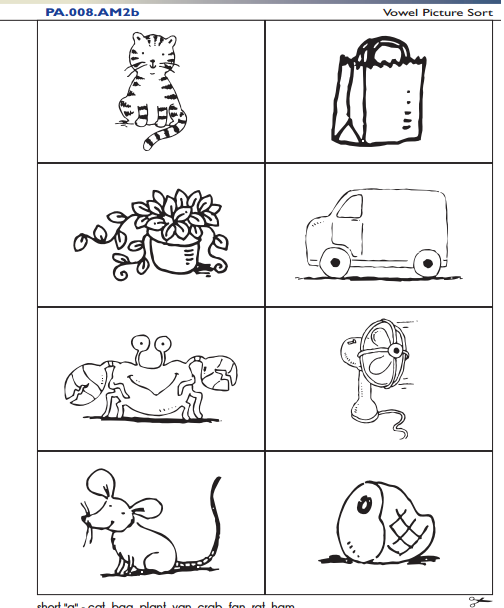 PA.008.AM2b Vowel Picture Sort
short "a" - cat, bag, plant, van, crab, fan, rat, ham